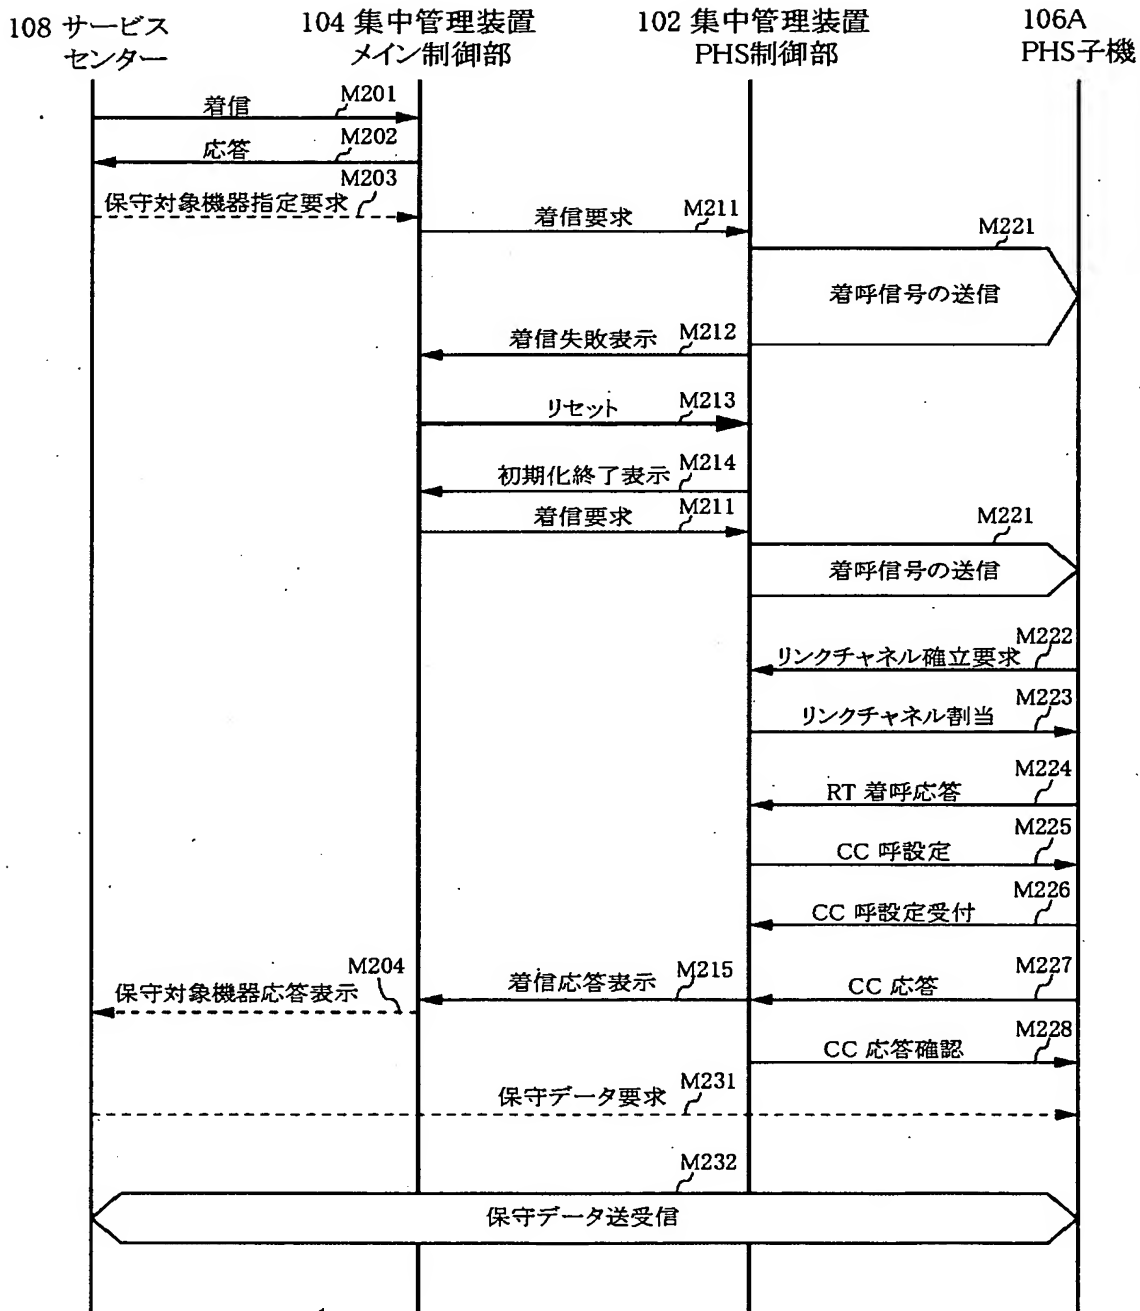 108 サービス
センター
104 集中管理装置
メイン制御部
102 集中管理装置
PHS制御部
106A
PHS子機
着信
M201
応答
M202
保守対象機器指定要求
M203
着信要求
M211
M221
着呼信号の送信
着信失敗表示
M212
リセット
M213
初期化終了表示
M214
着信要求
M211
M221
着呼信号の送信
リンクチャネル確立要求
M222
リンクチャネル割当
M223
RT 着呼応答
M224
CC 呼設定
M225
CC 呼設定受付
M226
保守対象機器応答表示
M204
着信応答表示
M215
CC 応答
M227
CC 応答確認
M228
保守データ要求
M231
M232
保守データ送受信